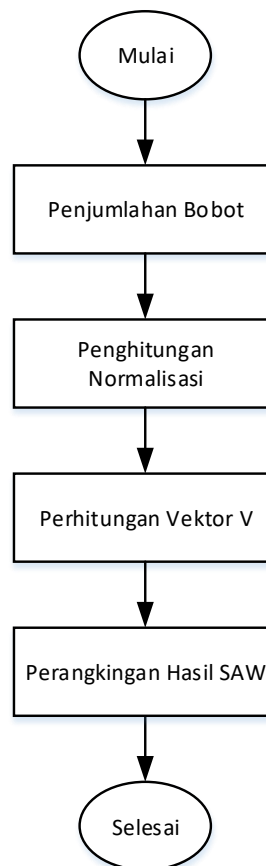 Mulai
Penjumlahan Bobot
Penghitungan
Normalisasi
Perhitungan Vektor V
Perangkingan Hasil SAW
Selesai